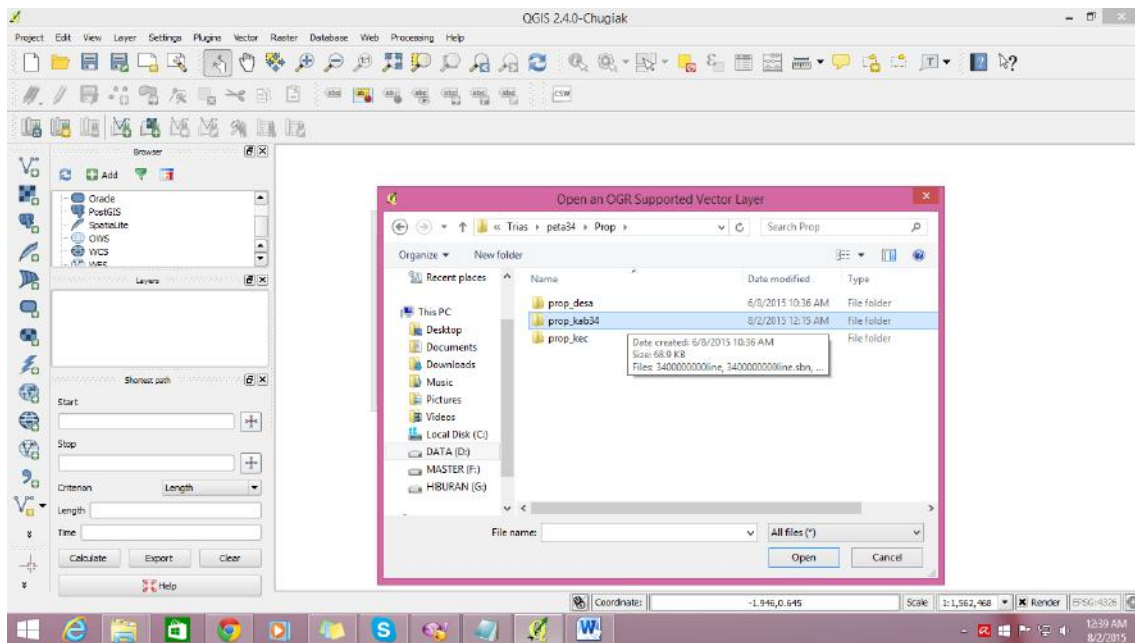 QGIS 2.4.0-Chugiak
Project Edit View Layer Settings Plugins Vector Raster Database Web Processing Help
CSW
Browser
Add
Oracle
PostGIS
SpatiaLite
OWS
WCS
WFS
Layers
Shortest path
Start
Stop
Criterion Length
Length
Time
Calculate Export Clear
Help
Open an OGR Supported Vector Layer
« Trias peta34 Prop Search Prop
Organize New folder
Recent places
This PC
Desktop
Documents
Downloads
Music
Pictures
Videos
Local Disk (C:)
DATA (D:)
MASTER (F:)
HIBURAN (G:)
Name Date modified Type
prop_desa 6/8/2015 10:36 AM File folder
prop_kab34 8/2/2015 12:15 AM File folder
prop_kec File folder
Date created: 6/8/2015 10:36 AM
Size: 68.9 KB
Files: 3400000000line, 3400000000line.sbn, ...
File name: All files (*)
Open Cancel
Coordinate: -1.946,0.645 Scale 1:1,562,468 Render EPSG:4326
12:39 AM
8/2/2015